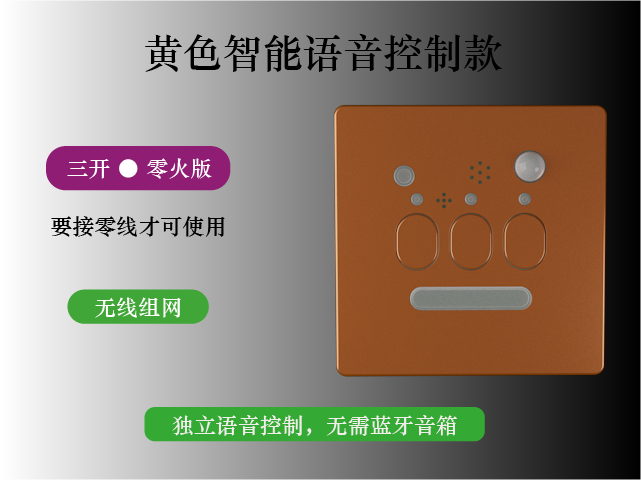 黄色智能语音控制款
三开 ● 零火版
要接零线才可使用
无线组网
独立语音控制，无需蓝牙音箱